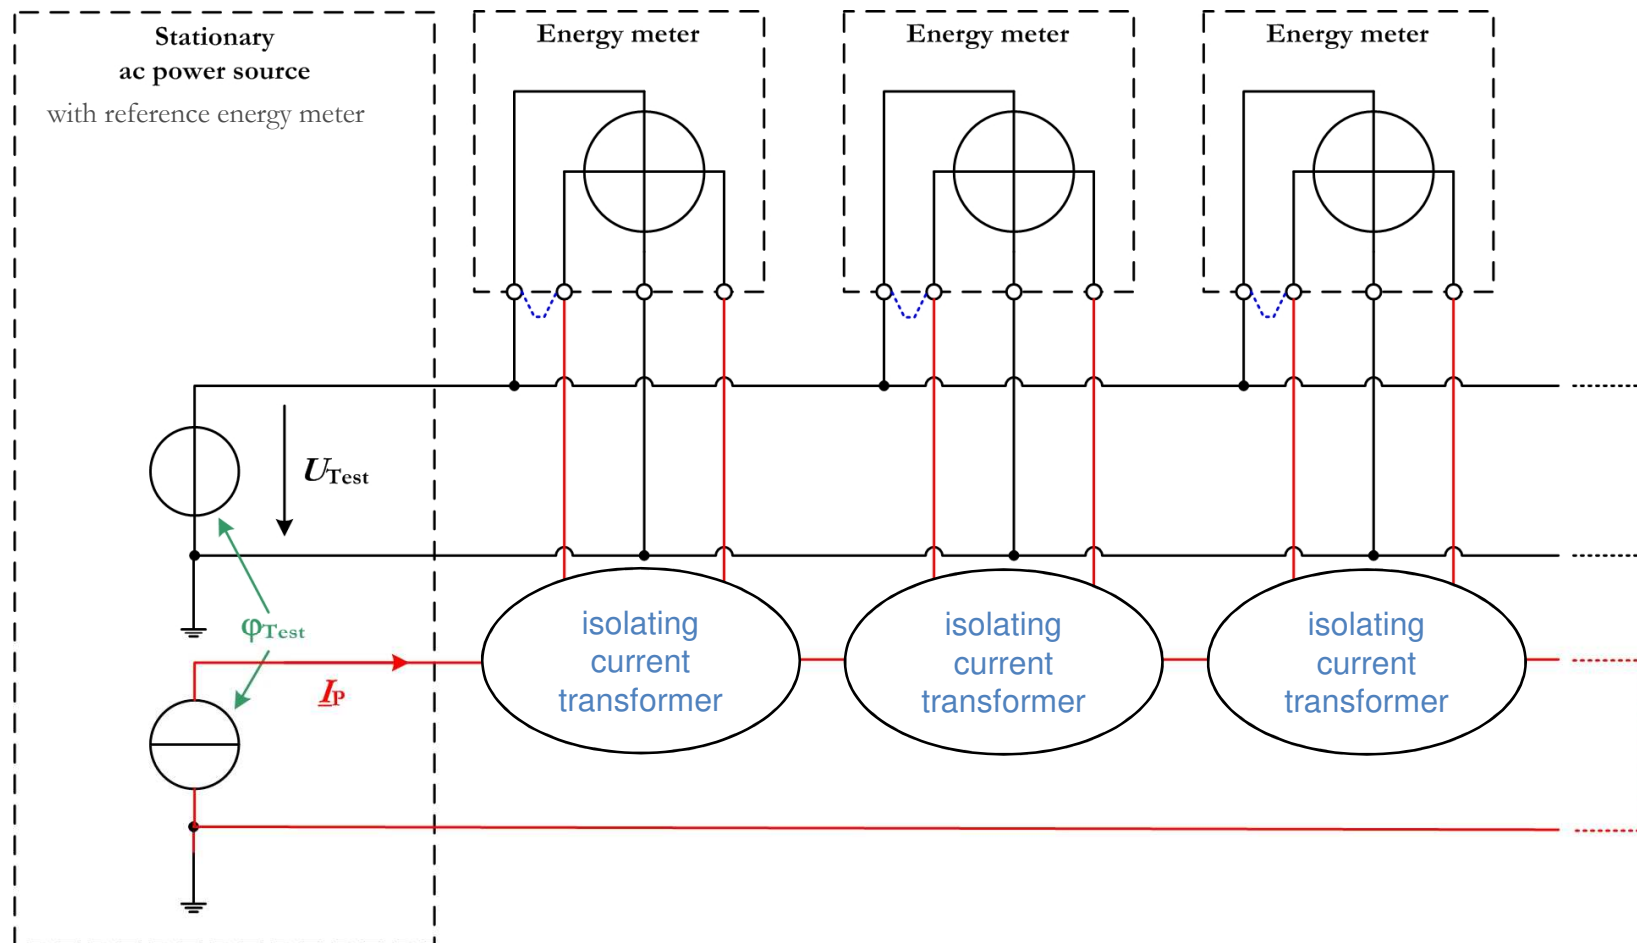 Stationary
ac power source
with reference energy meter
Energy meter
Energy meter
Energy meter
UTest
φTest
IP
isolating
current
transformer
isolating
current
transformer
isolating
current
transformer